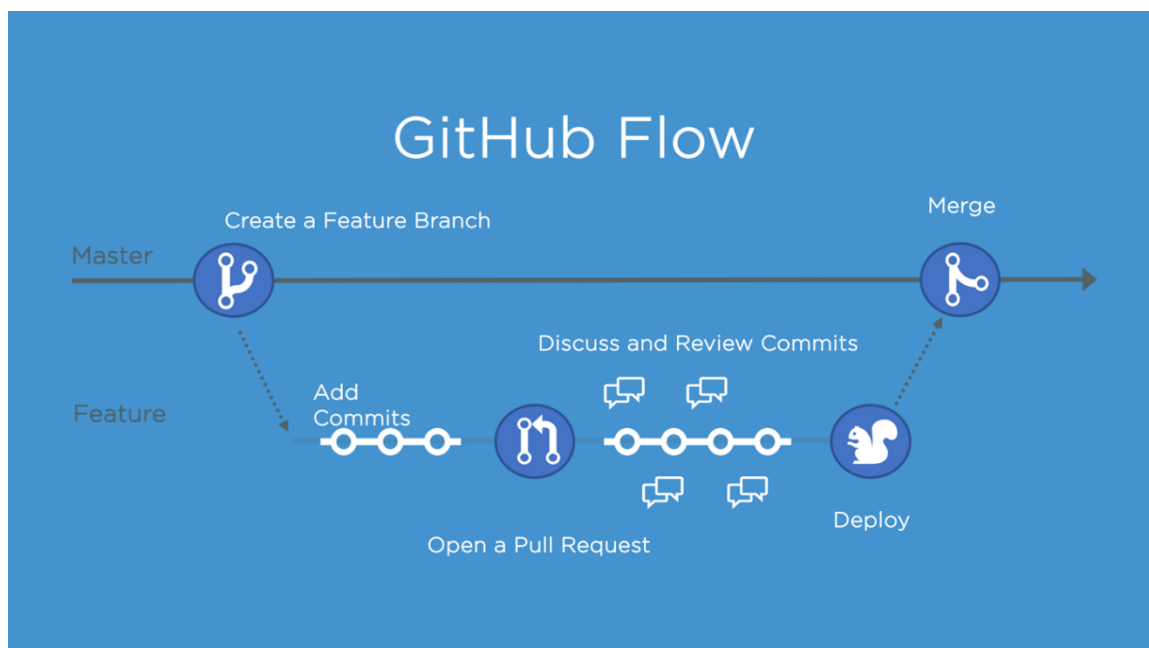 GitHub Flow
Create a Feature Branch
Merge
Master
Discuss and Review Commits
Add
Commits
Feature
Open a Pull Request
Deploy